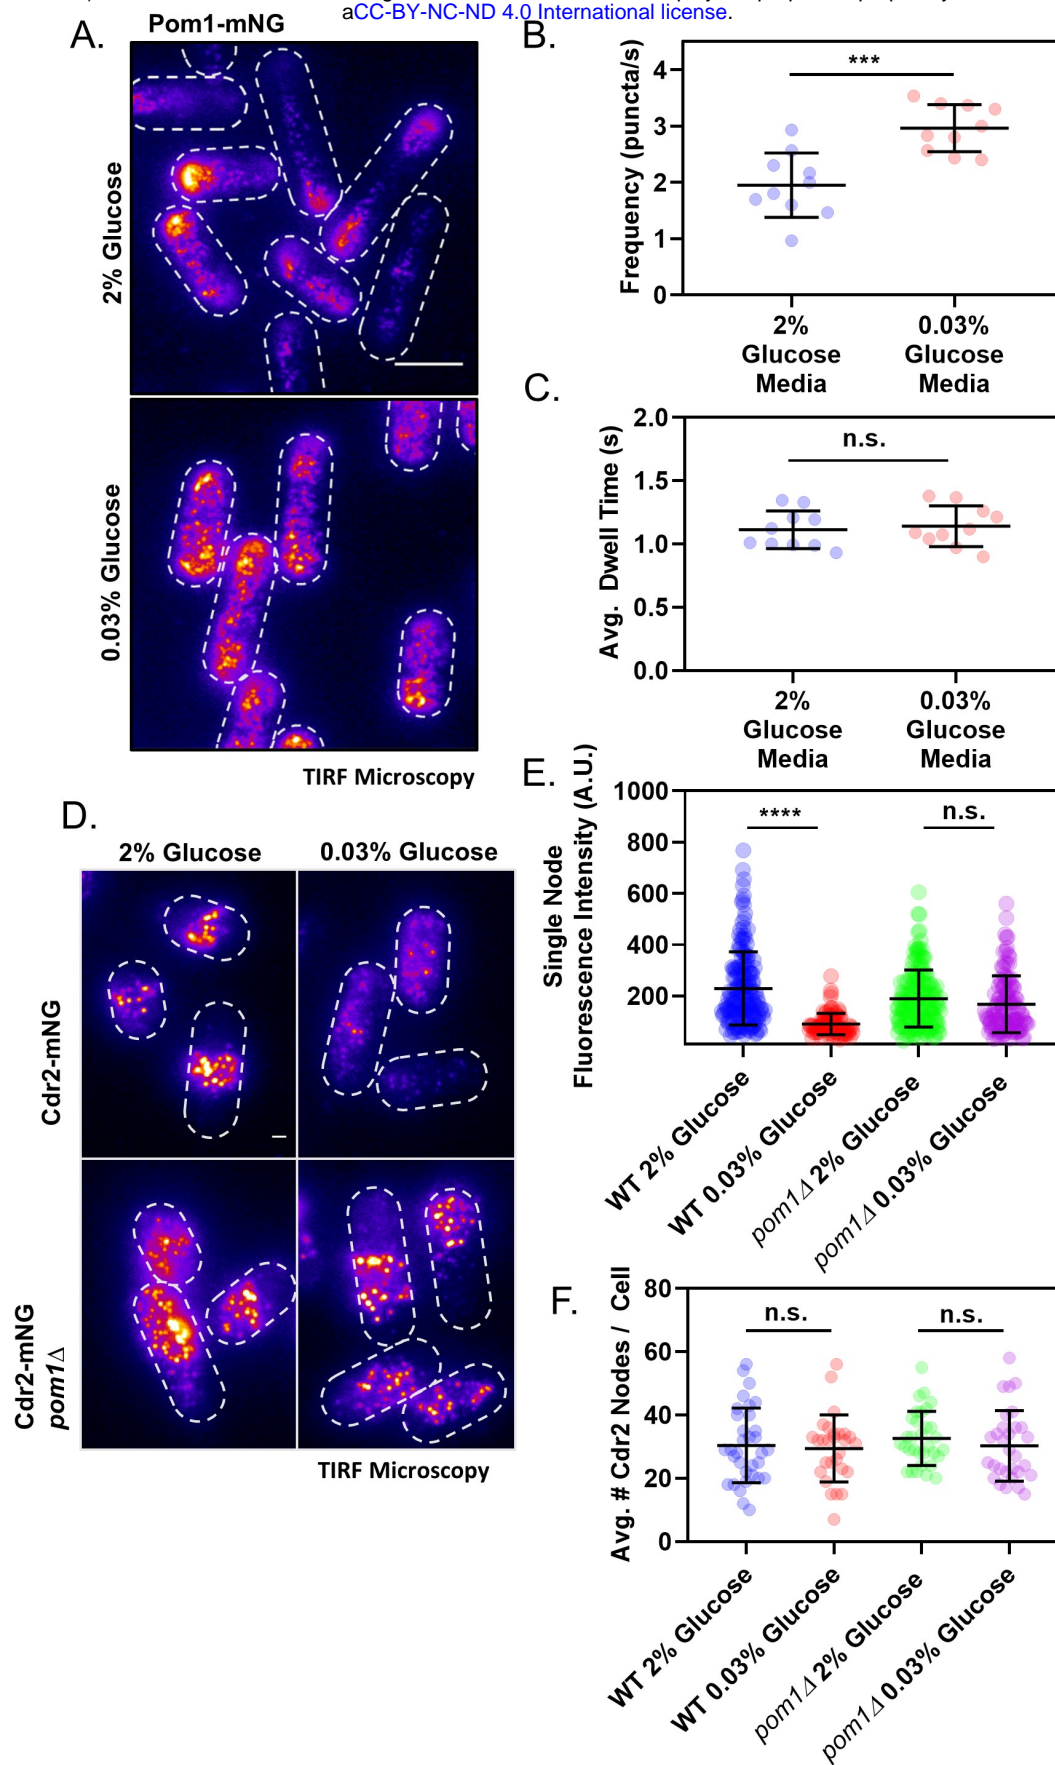 aCC-BY-NC-ND 4.0 International license.
A.
Pom1-mNG
2% Glucose
0.03% Glucose
TIRF Microscopy
B.
Frequency (puncta/s)
4
3
2
1
0
***
2%
Glucose
Media
0.03%
Glucose
Media
C.
Avg. Dwell Time (s)
2.0
1.5
1.0
0.5
0.0
n.s.
2%
Glucose
Media
0.03%
Glucose
Media
D.
2% Glucose
0.03% Glucose
Cdr2-mNG
Cdr2-mNG
pom1Δ
TIRF Microscopy
E.
Single Node
Fluorescence Intensity (A.U.)
1000
800
600
400
200
****
n.s.
WT 2% Glucose
WT 0.03% Glucose
pom1Δ 2% Glucose
pom1Δ 0.03% Glucose
F.
Avg. # Cdr2 Nodes / Cell
80
60
40
20
0
n.s.
n.s.
WT 2% Glucose
WT 0.03% Glucose
pom1Δ 2% Glucose
pom1Δ 0.03% Glucose